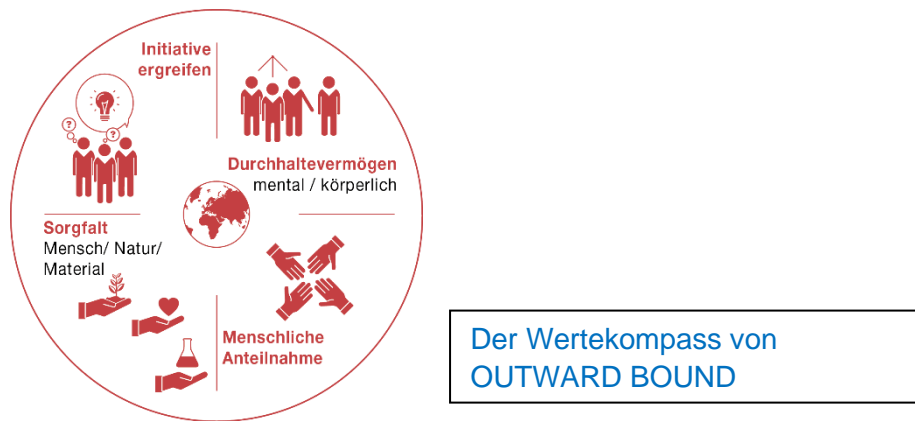 Initiative
ergreifen
?
?
Durchhaltevermögen
mental / körperlich
Sorgfalt
Mensch/ Natur/
Material
Menschliche
Anteilnahme
Der Wertekompass von
OUTWARD BOUND